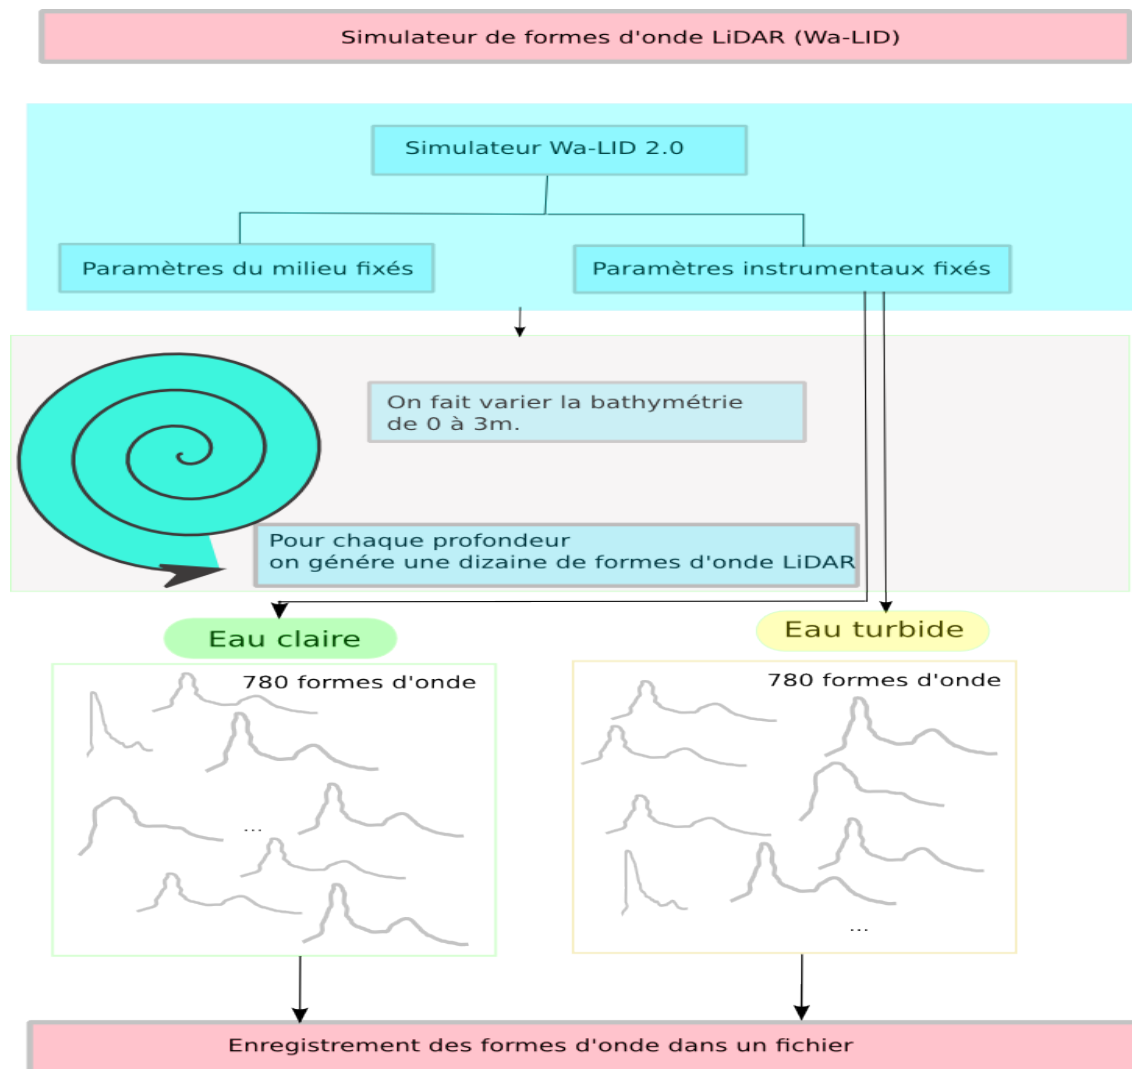 Simulateur de formes d'onde LiDAR (Wa-LID)
Simulateur Wa-LID 2.0
Paramètres du milieu fixés
Paramètres instrumentaux fixés
On fait varier la bathymétrie
de 0 à 3m.
Pour chaque profondeur
on génére une dizaine de formes d'onde LiDAR
Eau claire
Eau turbide
780 formes d'onde
780 formes d'onde
...
...
Enregistrement des formes d'onde dans un fichier